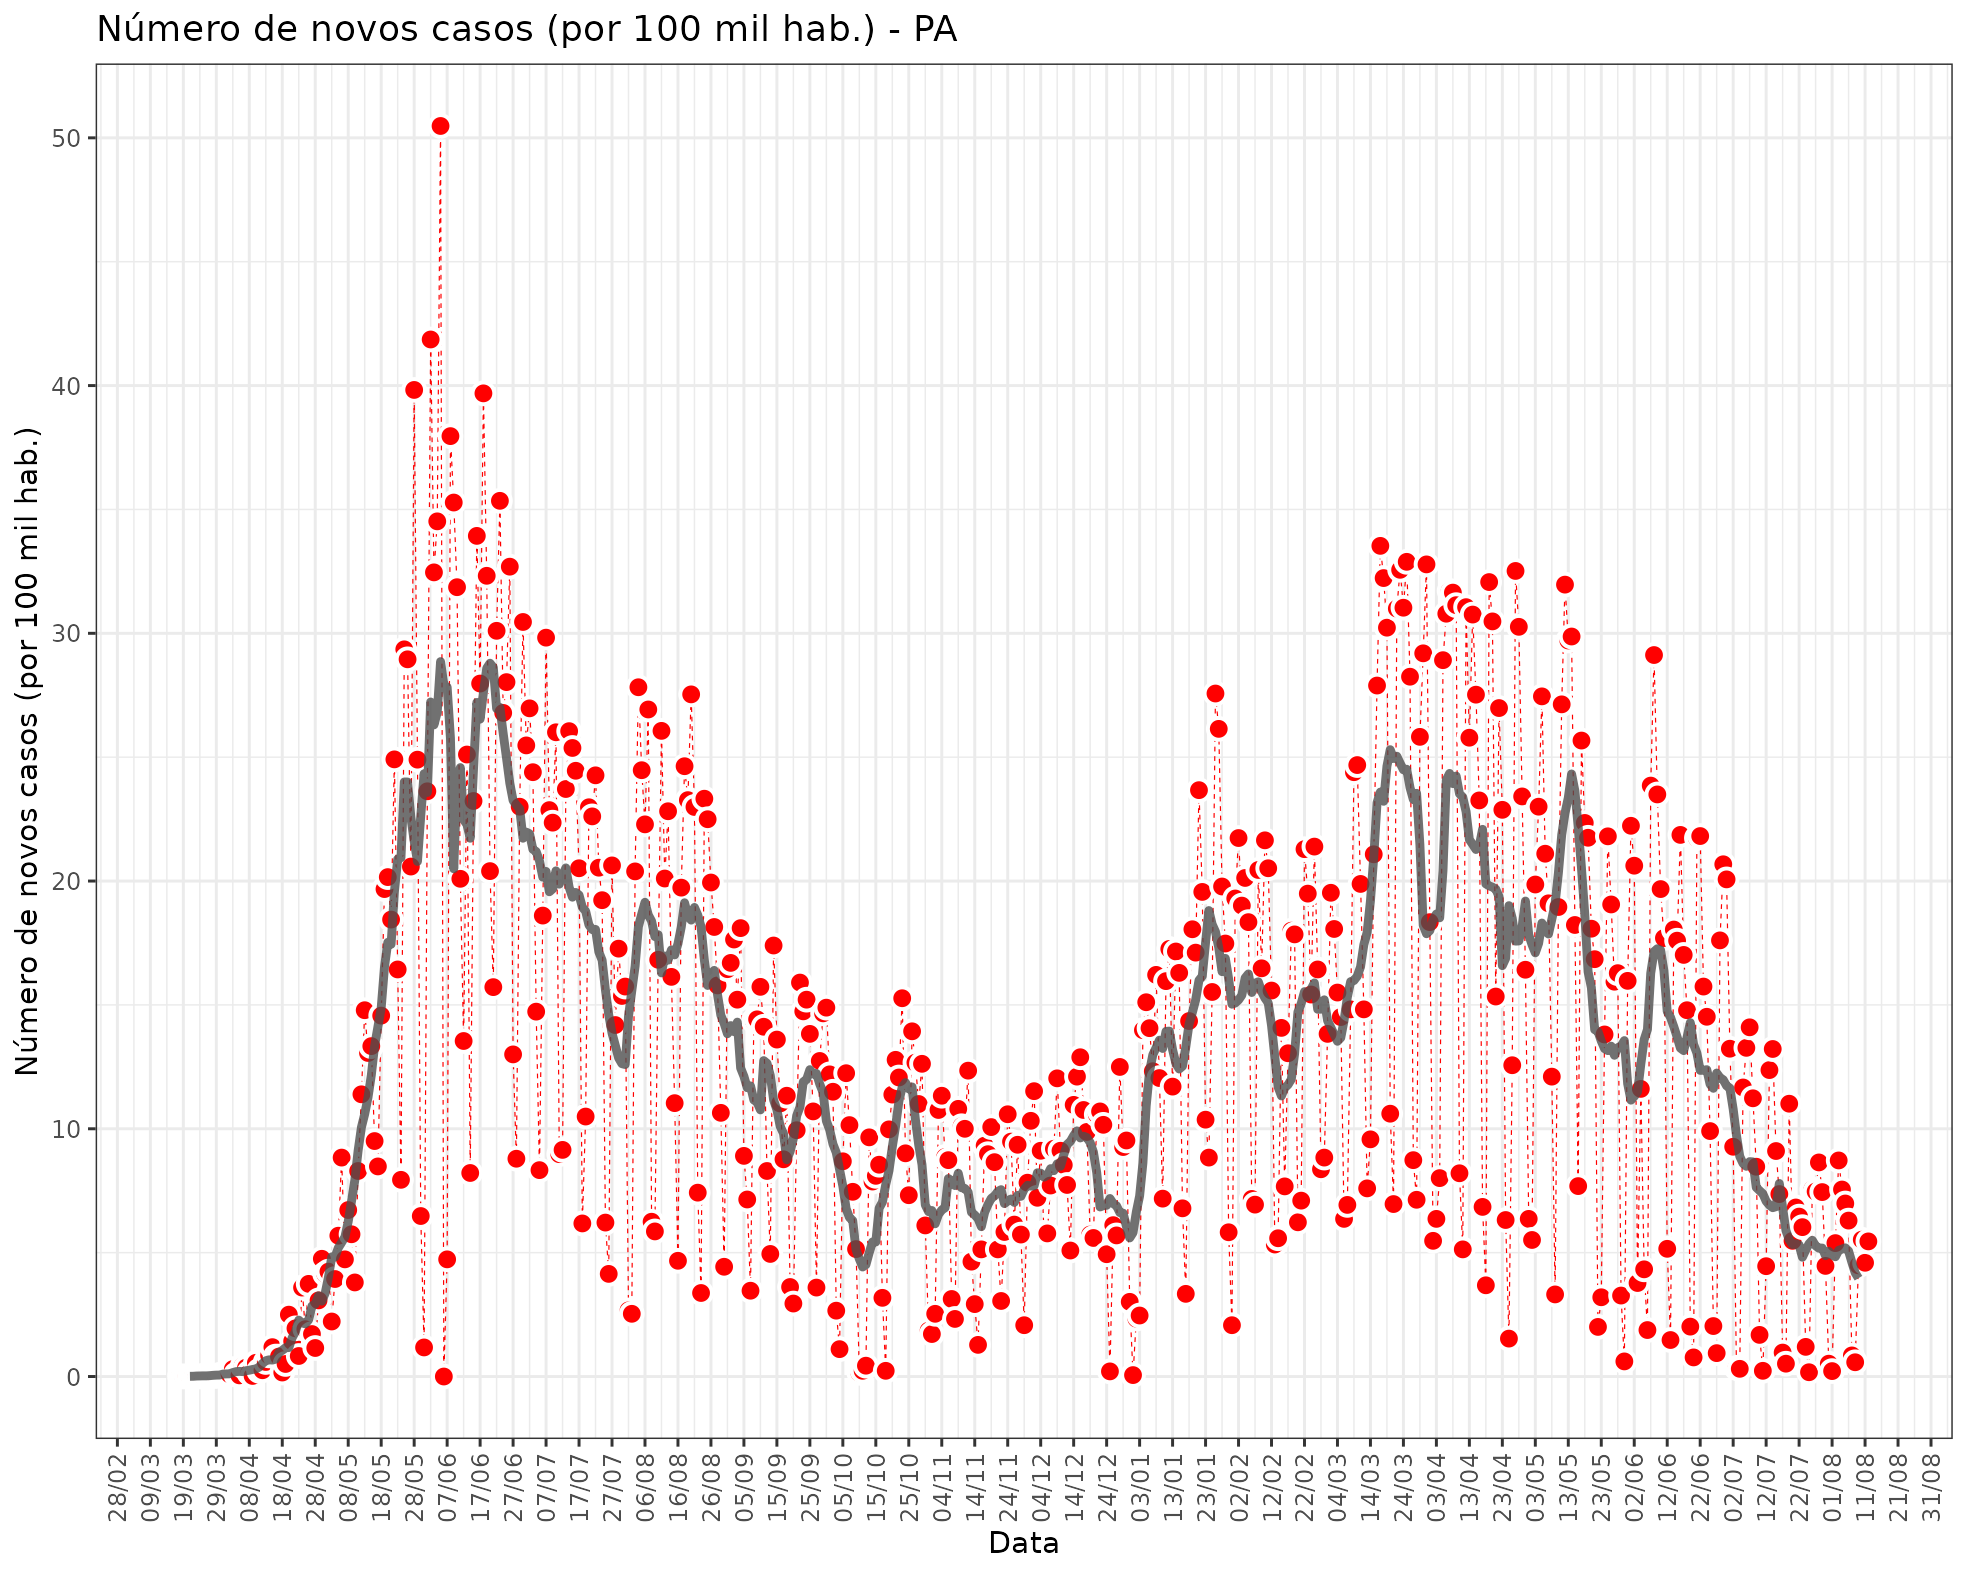 Número de novos casos (por 100 mil hab.) - PA
Número de novos casos (por 100 mil hab.)
50
40
30
20
10
0
28/02 09/03 19/03 29/03 08/04 18/04 28/04 08/05 18/05 28/05 07/06 17/06 27/06 07/07 17/07 27/07 06/08 16/08 26/08 05/09 15/09 25/09 05/10 15/10 25/10 04/11 14/11 24/11 04/12 14/12 24/12 03/01 13/01 23/01 02/02 12/02 22/02 04/03 14/03 24/03 03/04 13/04 23/04 03/05 13/05 23/05 02/06 12/06 22/06 02/07 12/07 22/07 01/08 11/08 21/08 31/08
Data